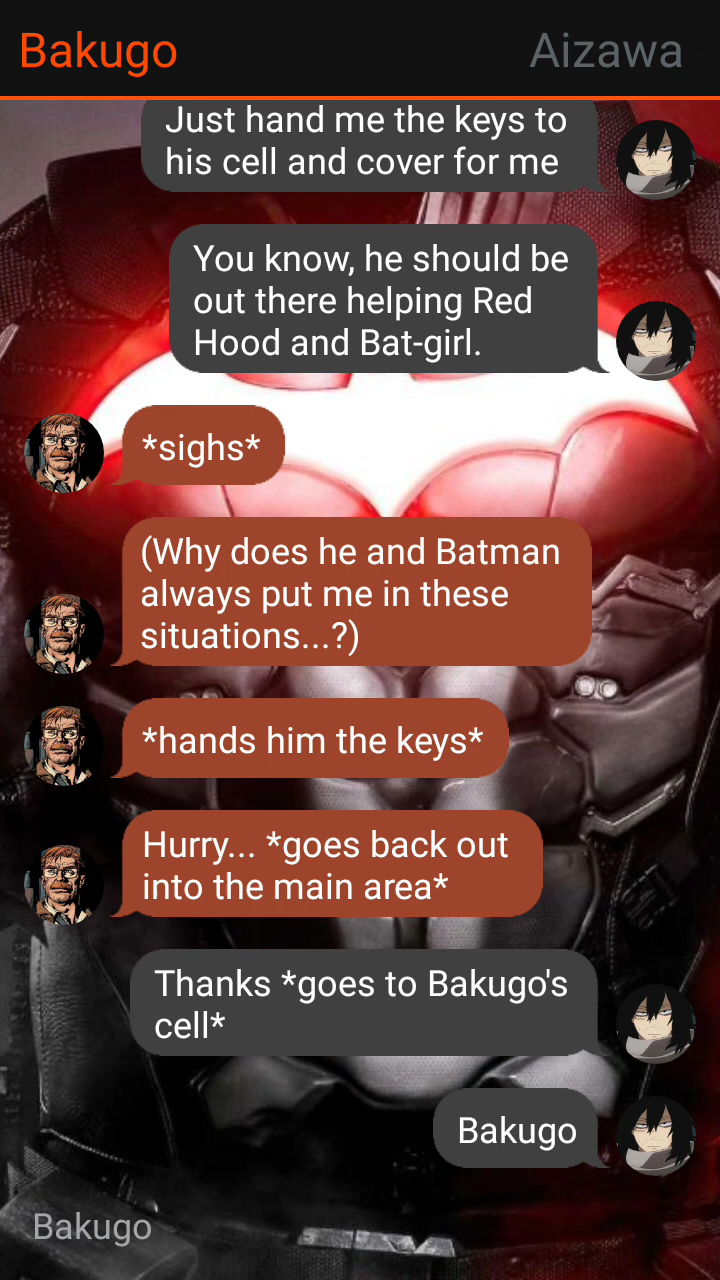 Bakugo
Aizawa
Just hand me the keys to
his cell and cover for me
You know, he should be
out there helping Red
Hood and Bat-girl.
*sighs*
(Why does he and Batman
always put me in these
situations...?)
*hands him the keys*
Hurry... *goes back out
into the main area*
Thanks *goes to Bakugo's
cell*
Bakugo
Bakugo